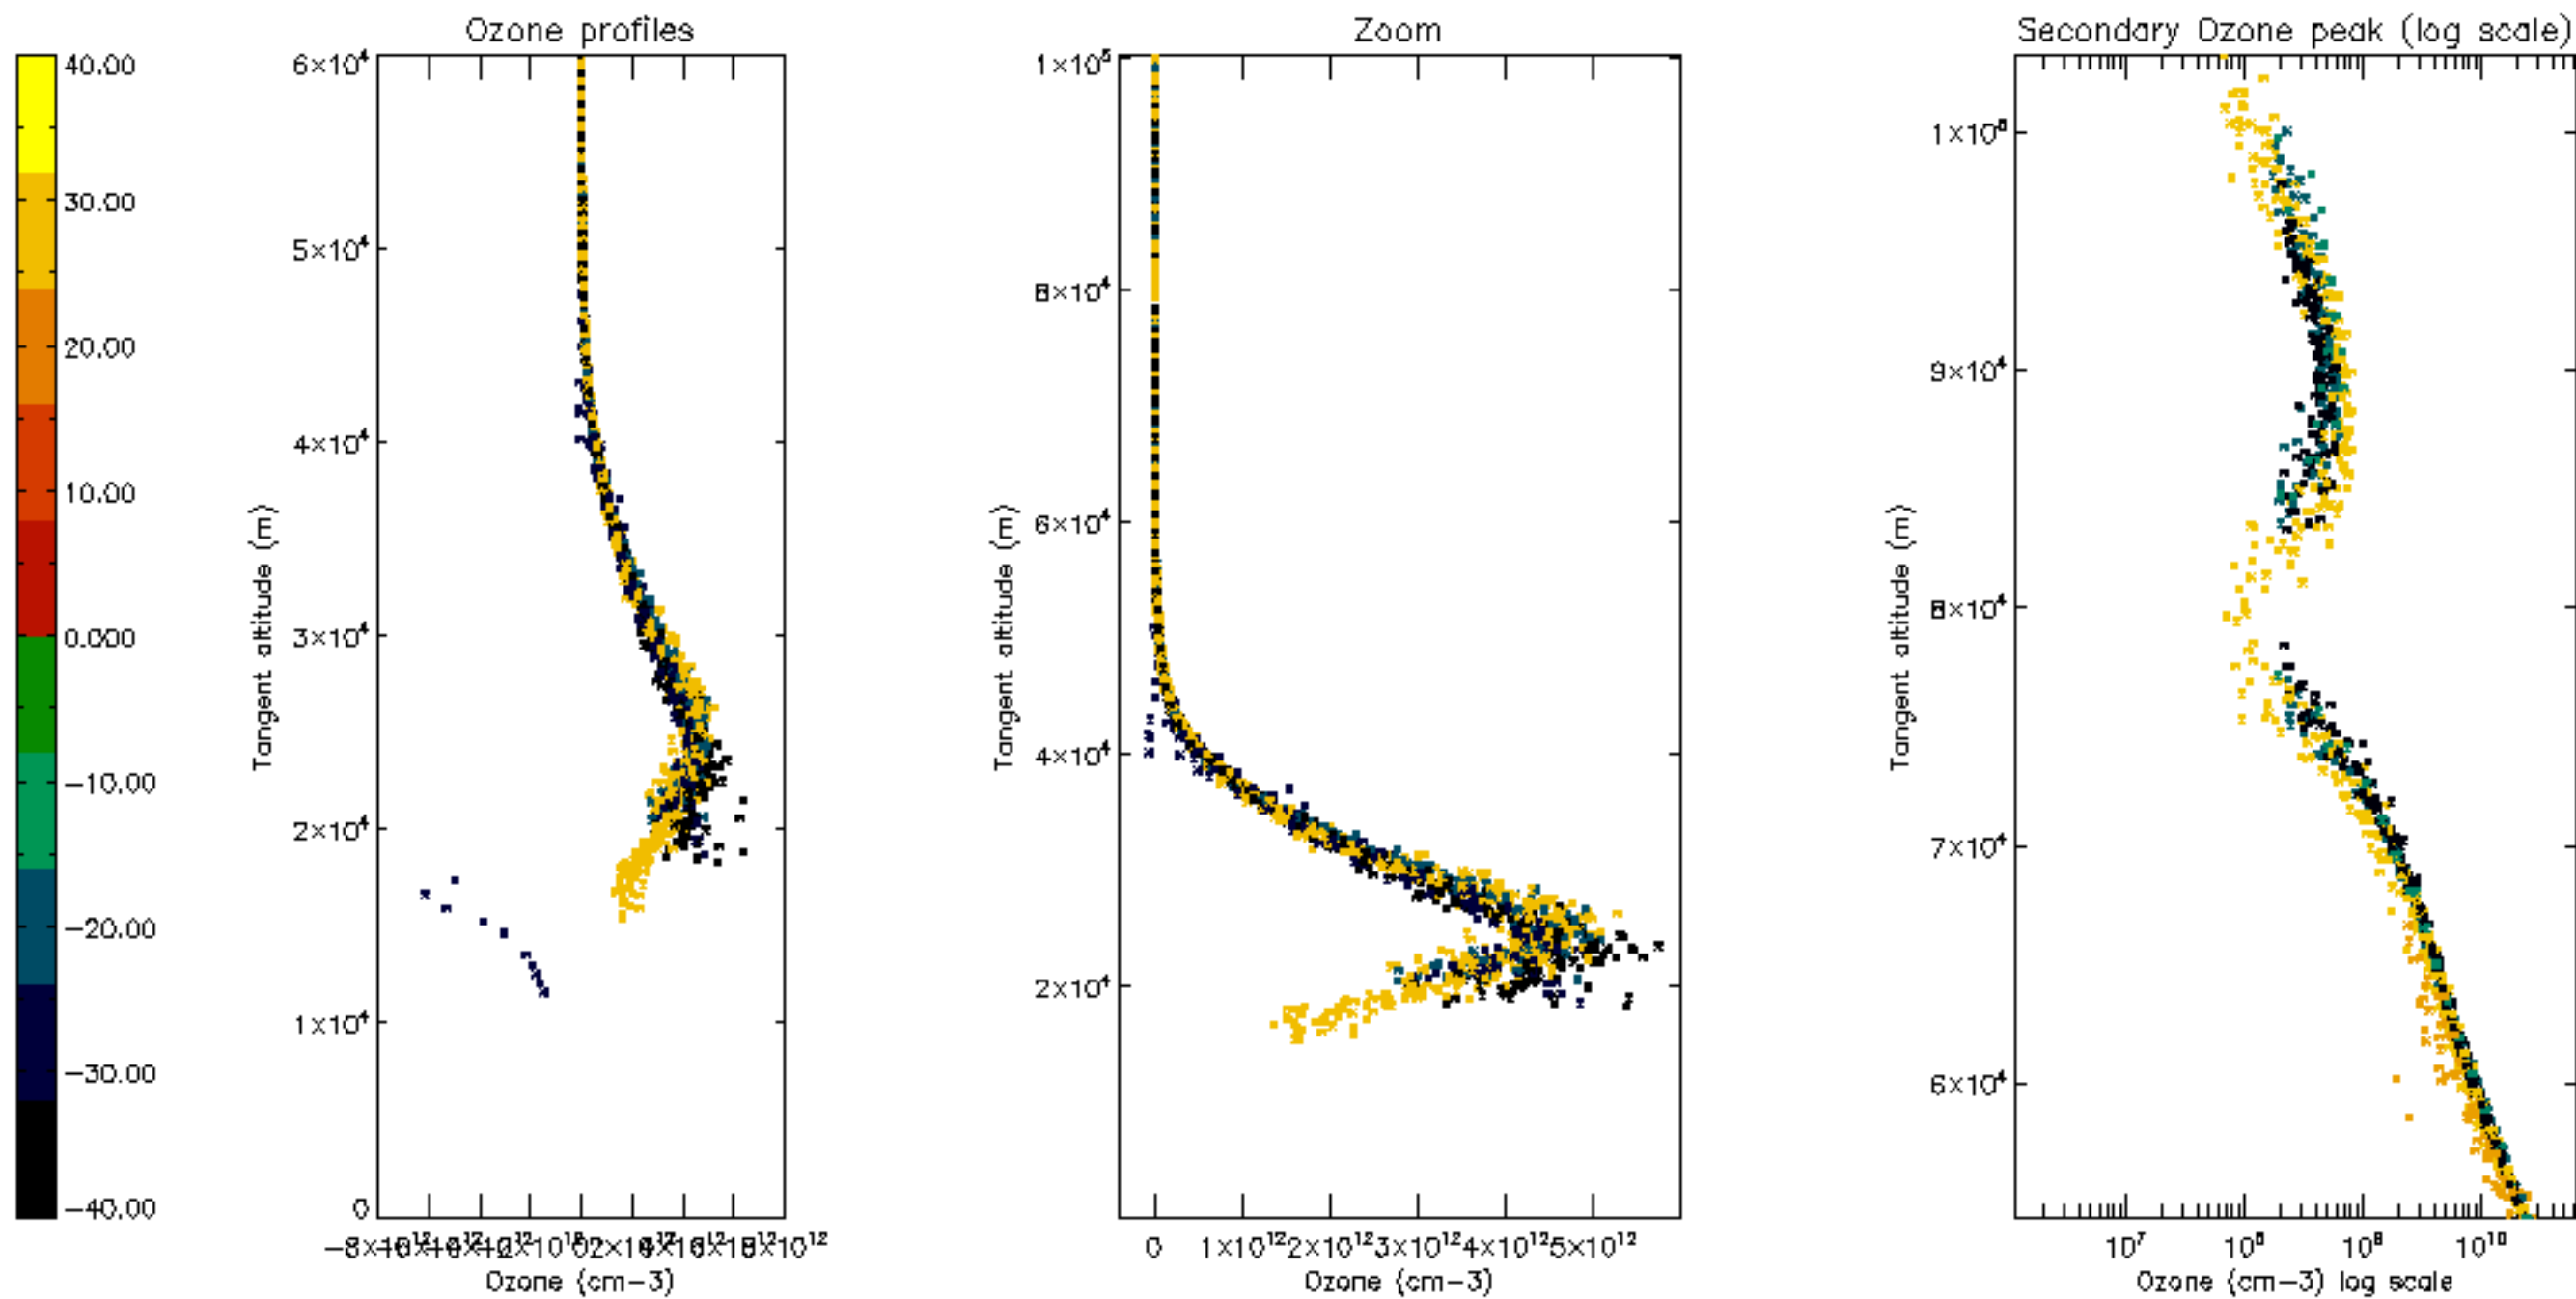 Ozone profiles
Zoom
Secondary Ozone peak (log scale)
40.00
30.00
20.00
10.00
−10.00
−20.00
−30.00
−40.00
6×10⁴
5×10⁴
4×10⁴
3×10⁴
2×10⁴
1×10⁴
0
Tangent altitude (m)
Ozone (cm−3)
1×10⁵
8×10⁴
6×10⁴
4×10⁴
2×10⁴
Tangent altitude (m)
0 1×10¹² 2×10¹² 3×10¹² 4×10¹² 5×10¹²
Ozone (cm−3)
9×10⁴
8×10⁴
7×10⁴
6×10⁴
Tangent altitude (m)
10⁷ 10⁸ 10⁹ 10¹⁰
Ozone (cm−3) log scale